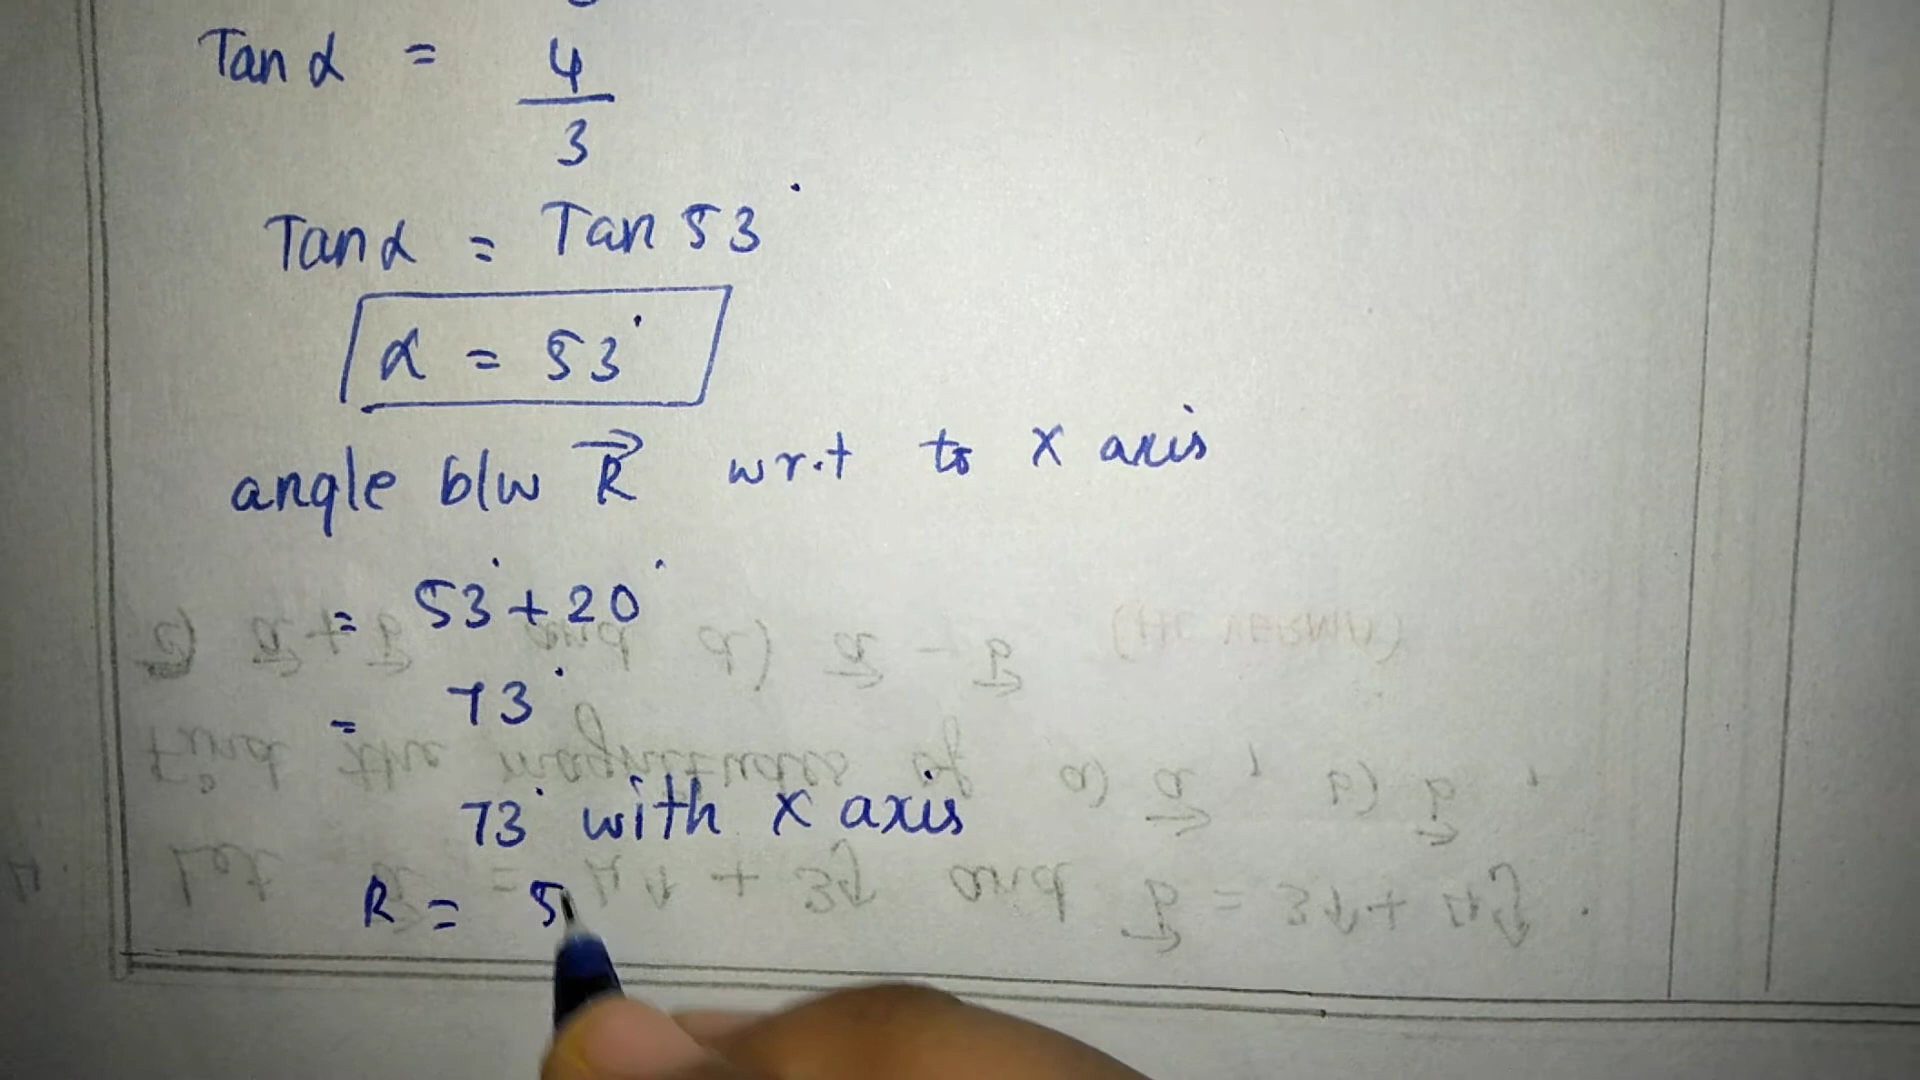 Tan α = 4/3
Tan α = Tan 53°
α = 53°
angle b/w R⃗ w.r.t to X axis
= 53° + 20°
= 73°
73° with X axis
R = 5